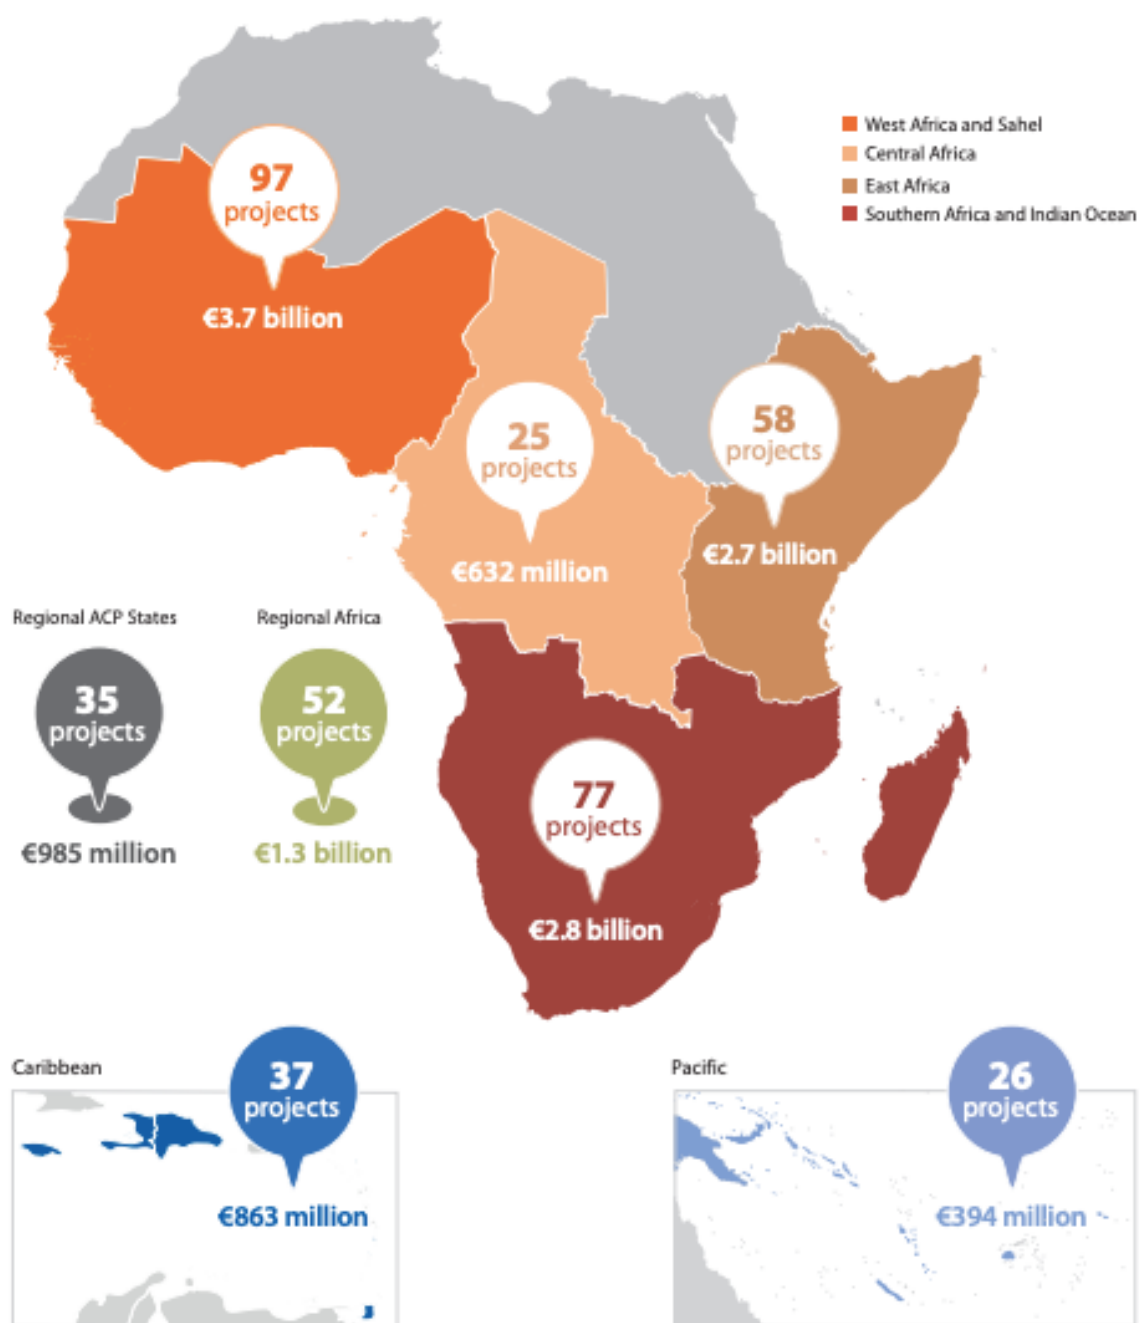 West Africa and Sahel
Central Africa
East Africa
Southern Africa and Indian Ocean
97
projects
€3.7 billion
25
projects
€632 million
58
projects
€2.7 billion
Regional ACP States
35
projects
€985 million
Regional Africa
52
projects
€1.3 billion
77
projects
€2.8 billion
Caribbean
37
projects
€863 million
Pacific
26
projects
€394 million